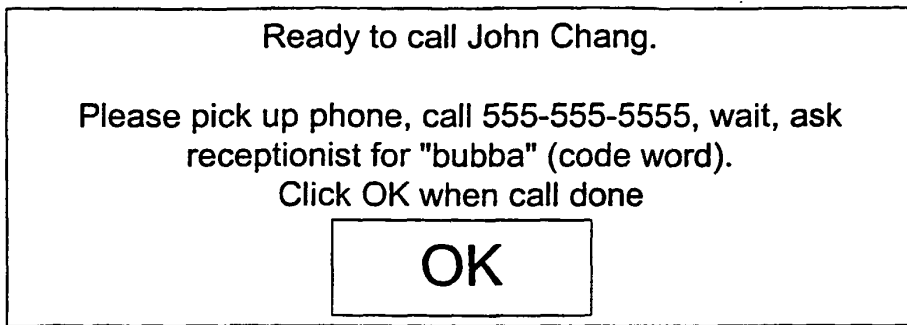 Ready to call John Chang.
Please pick up phone, call 555-555-5555, wait, ask
receptionist for "bubba" (code word).
Click OK when call done
OK